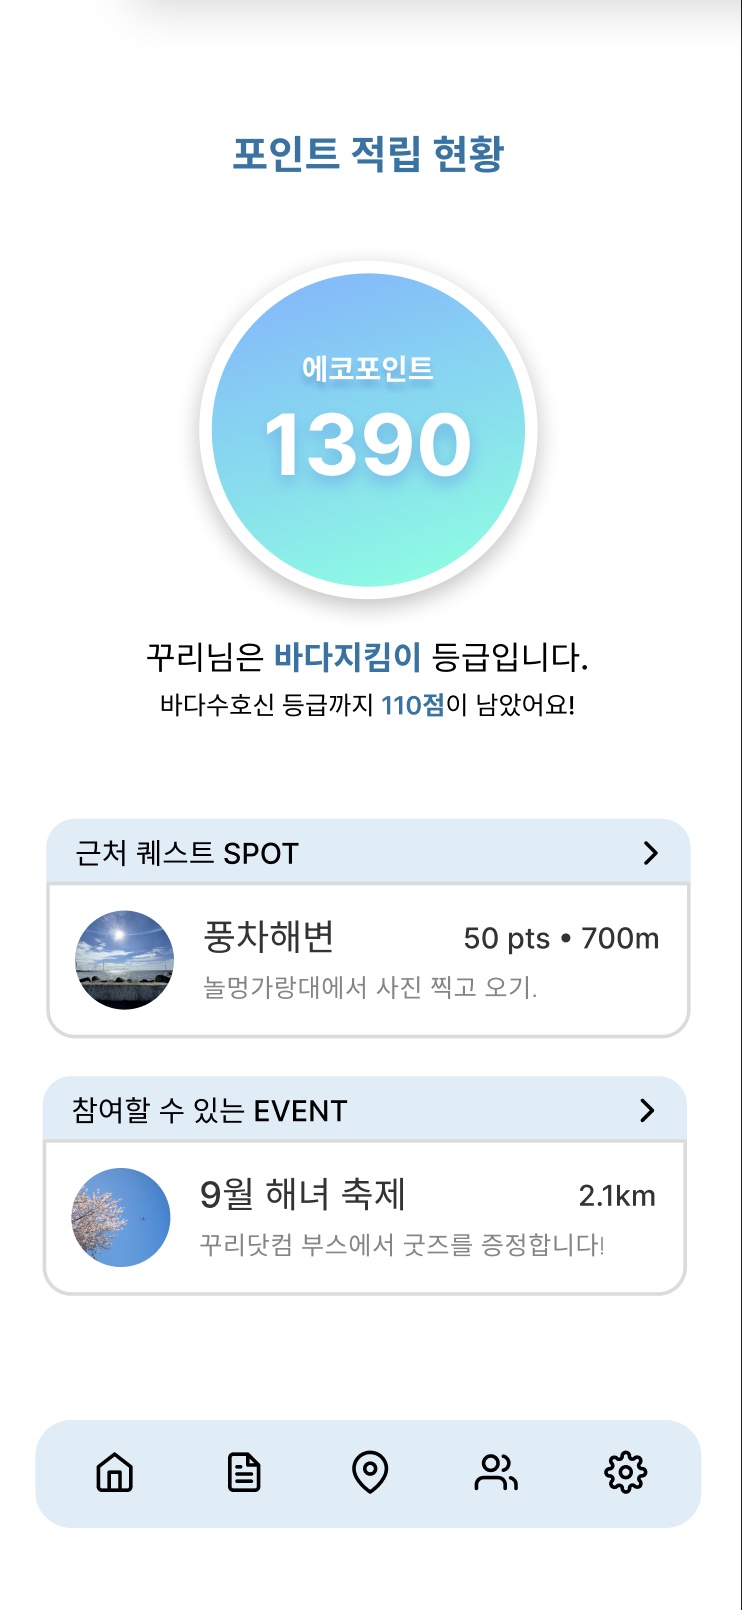 포인트 적립 현황
에코포인트
1390
꾸리님은 바다지킴이 등급입니다.
바다수호신 등급까지 110점이 남았어요!
근처 퀘스트 SPOT
풍차해변 50 pts • 700m
놀멍가랑대에서 사진 찍고 오기.
참여할 수 있는 EVENT
9월 해녀 축제 2.1km
꾸리닷컴 부스에서 굿즈를 증정합니다!